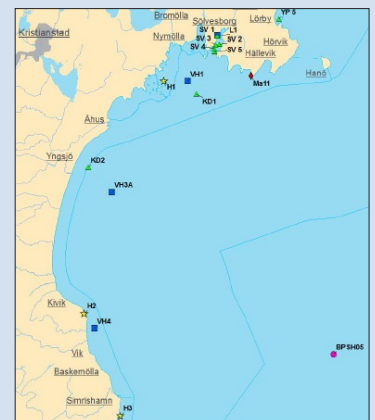 Bromölla
Sölvesborg
Lörby
YP 5
Kristianstad
Nymölla
SV 1
L1
SV 3
SV 2
Hörvik
SV 4
SV 5
Hällevik
Hanö
VH1
Ma11
H1
KD1
Åhus
Yngsjö
KD2
VH3A
Kivik
H2
VH4
Vik
BPSH05
Baskemölla
Simrishamn
H3